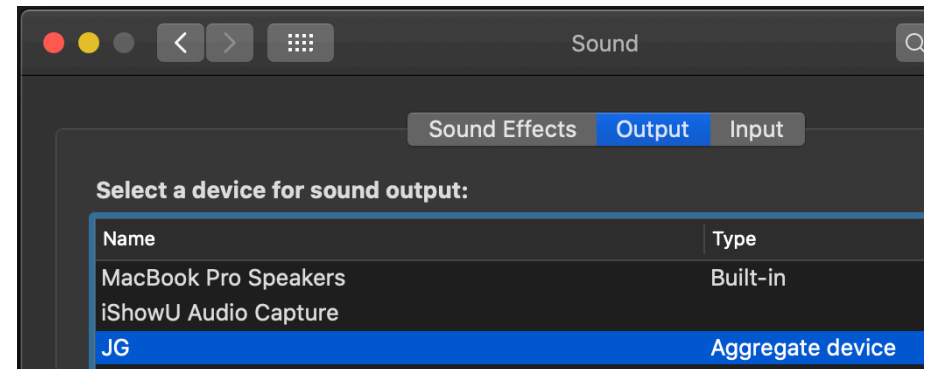 Sound
Sound Effects Output Input
Select a device for sound output:
Name Type
MacBook Pro Speakers Built-in
iShowU Audio Capture
JG Aggregate device